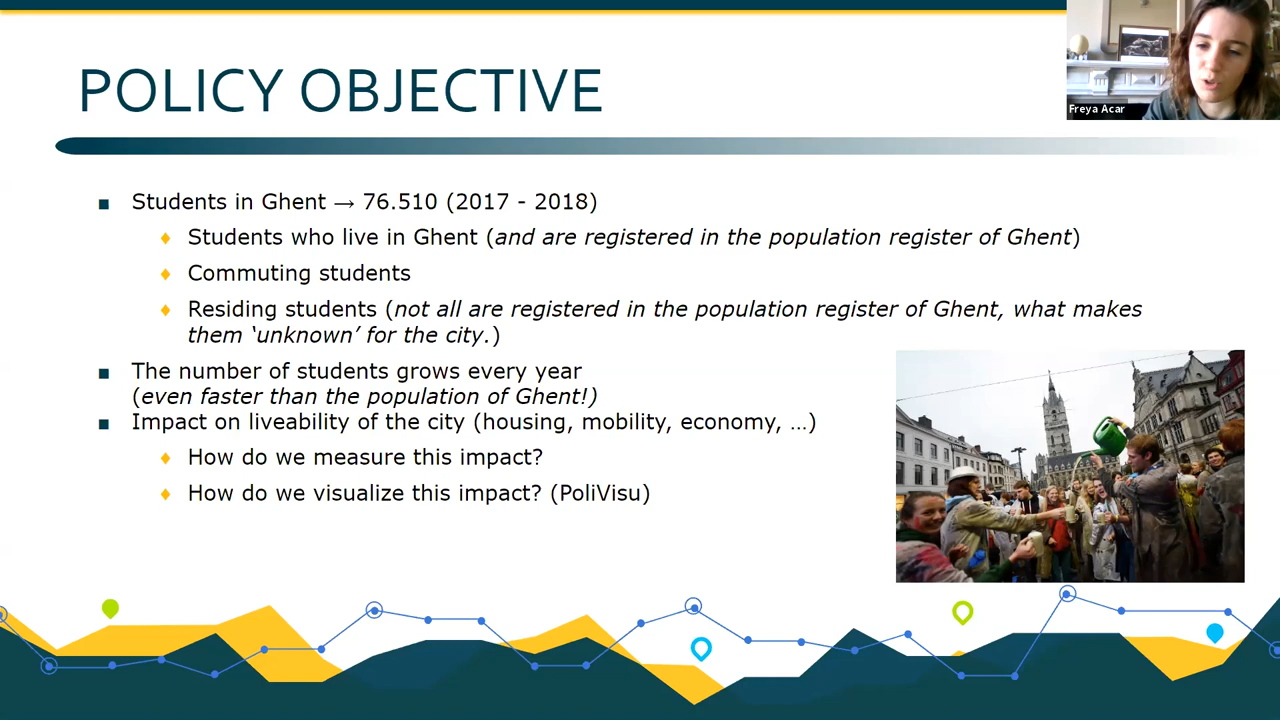 POLICY OBJECTIVE
Freya Acar
Students in Ghent → 76.510 (2017 - 2018)
Students who live in Ghent (and are registered in the population register of Ghent)
Commuting students
Residing students (not all are registered in the population register of Ghent, what makes
them ‘unknown’ for the city.)
The number of students grows every year
(even faster than the population of Ghent!)
Impact on liveability of the city (housing, mobility, economy, …)
How do we measure this impact?
How do we visualize this impact? (PoliVisu)